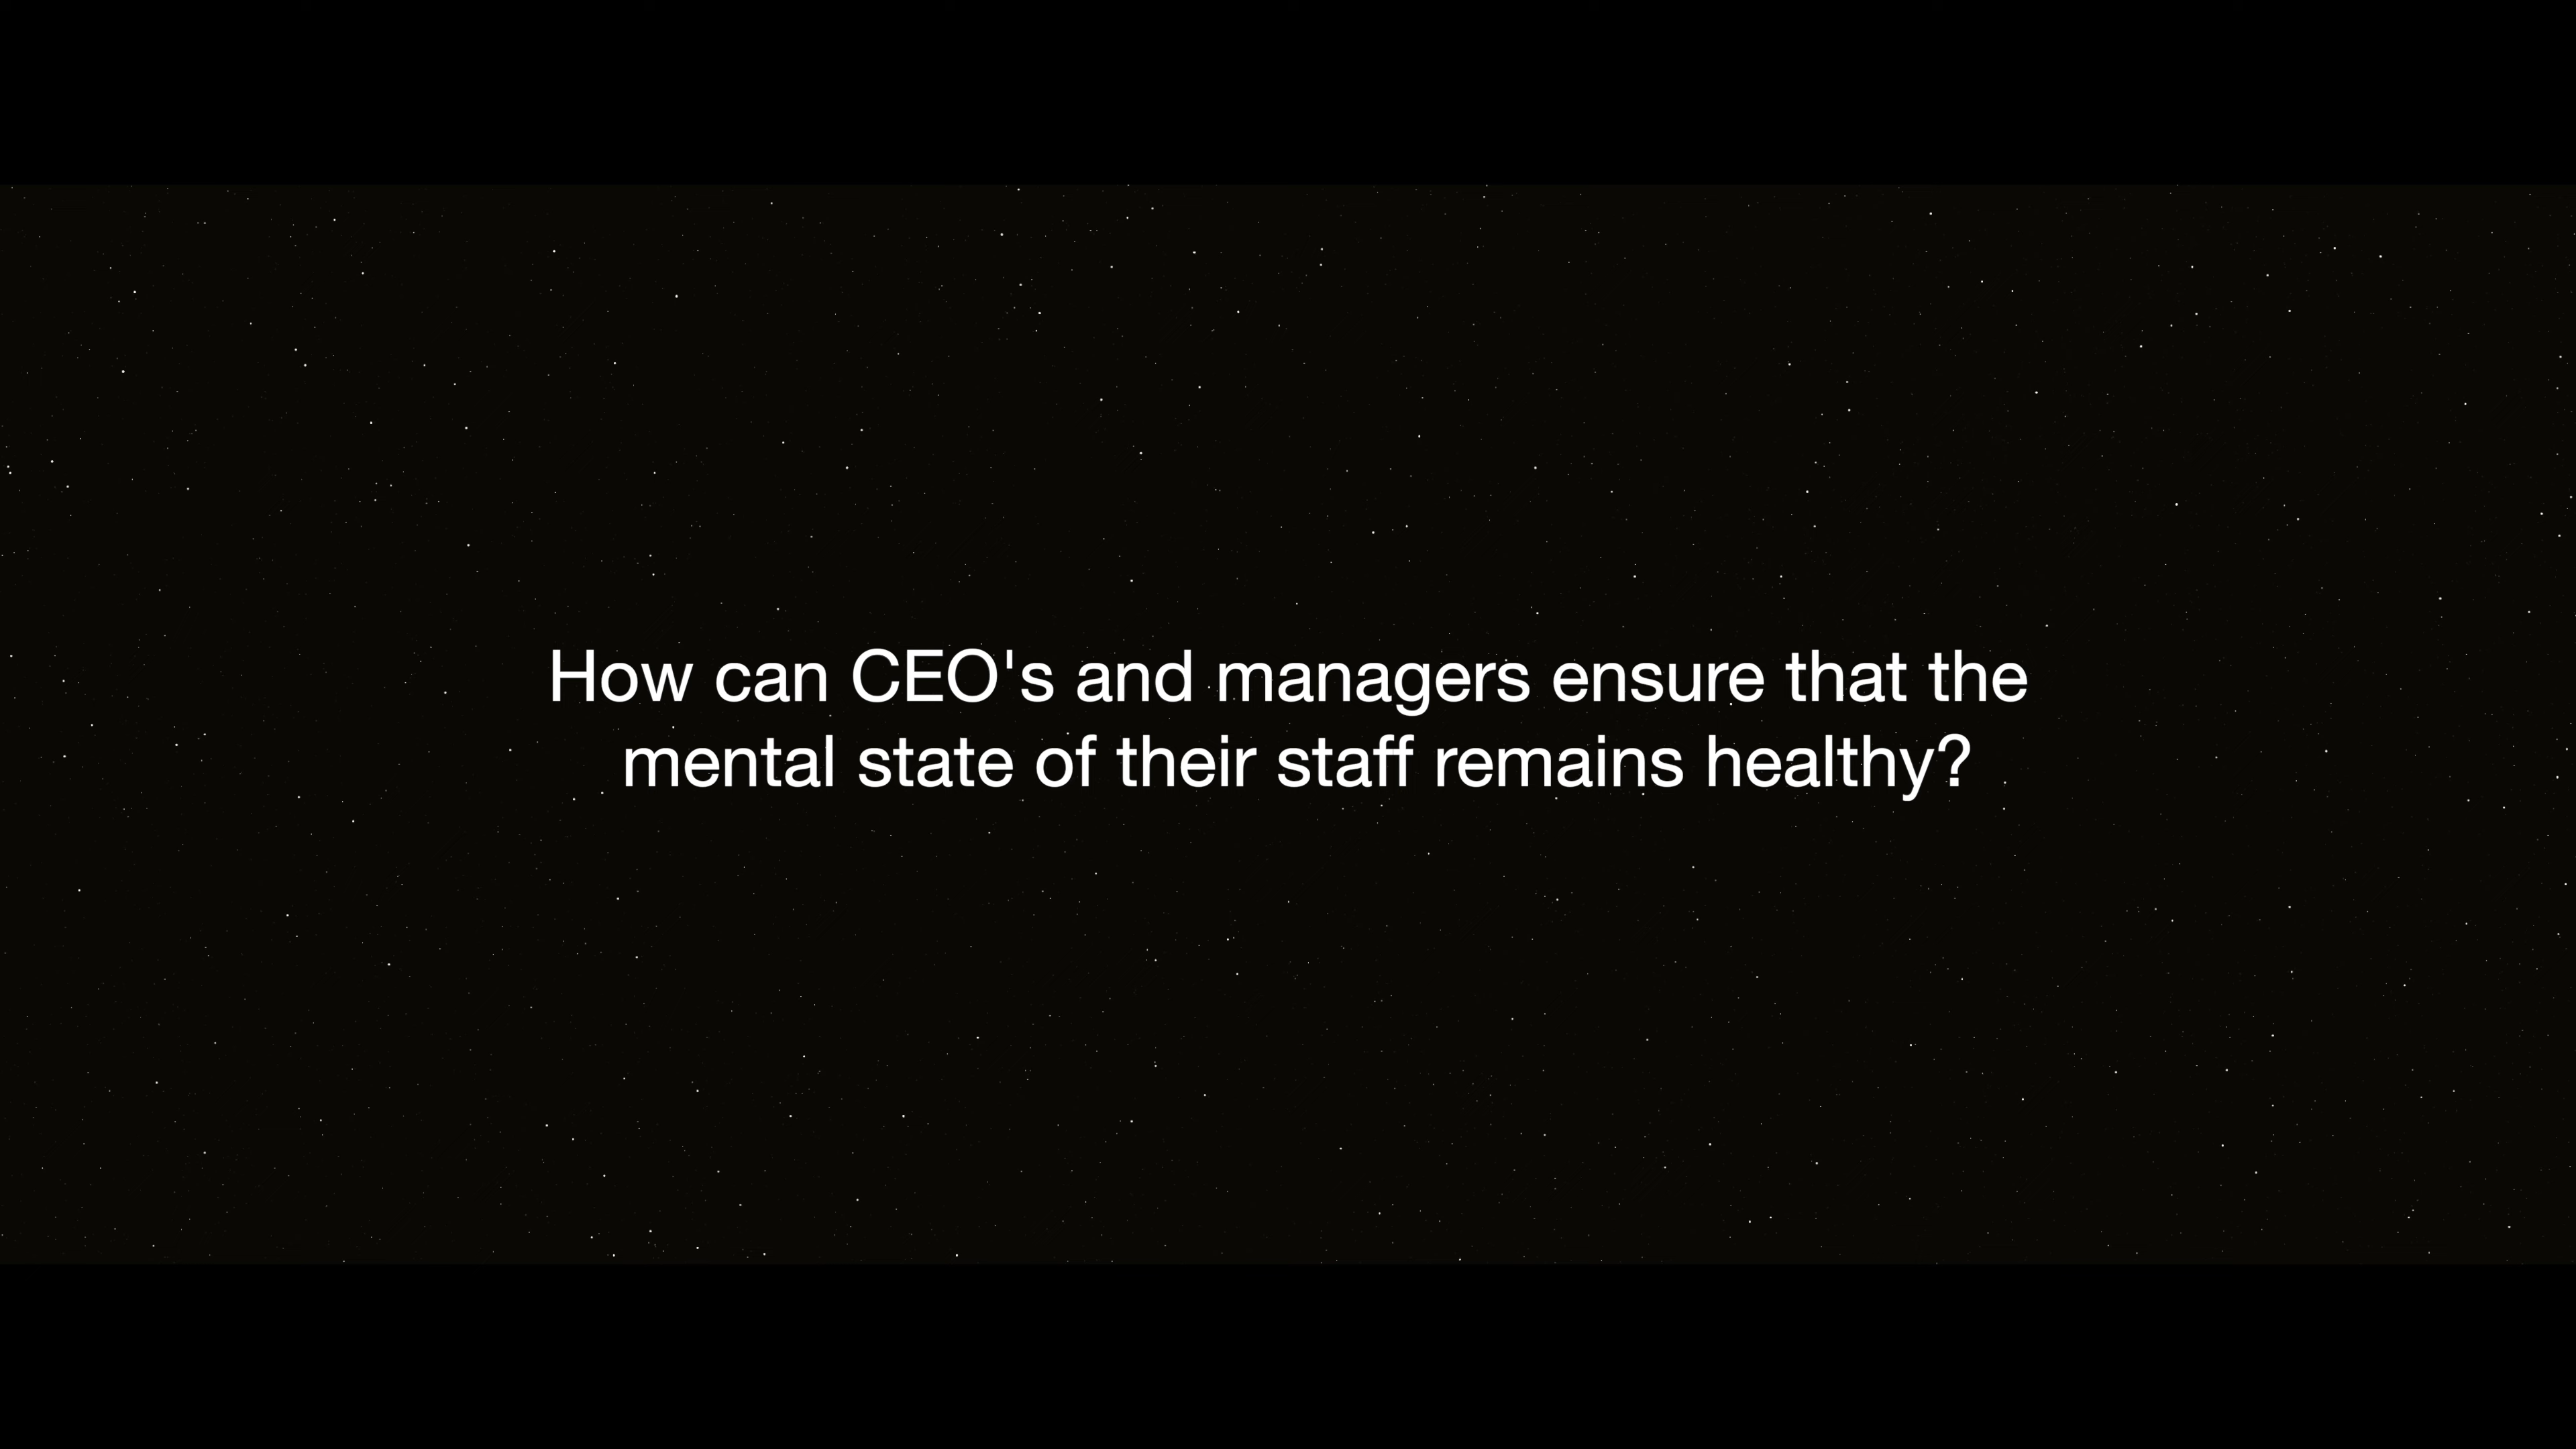 How can CEO's and managers ensure that the
mental state of their staff remains healthy?